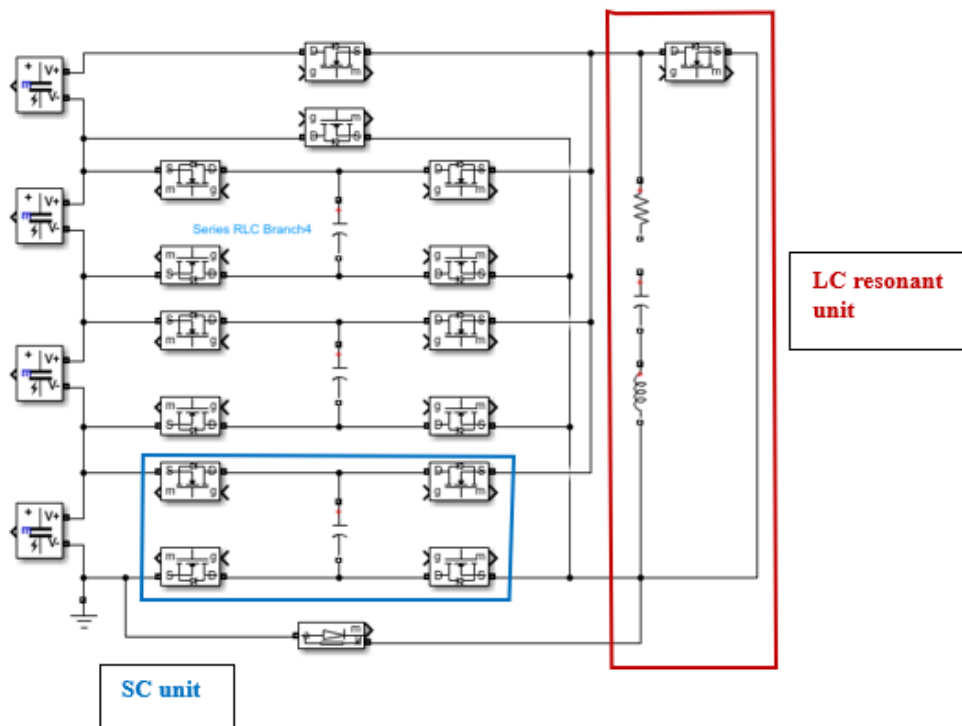 D S
g m
D S
g m
+ V+
m V-
g m
D S
S D
m g
D S
g m
+ V+
m V-
Series RLC Branch4
m g
S D
g m
D S
LC resonant
unit
S D
m g
D S
g m
+ V+
m V-
m g
S D
g m
D S
S D
m g
D S
g m
+ V+
m V-
m g
S D
g m
D S
m
SC unit